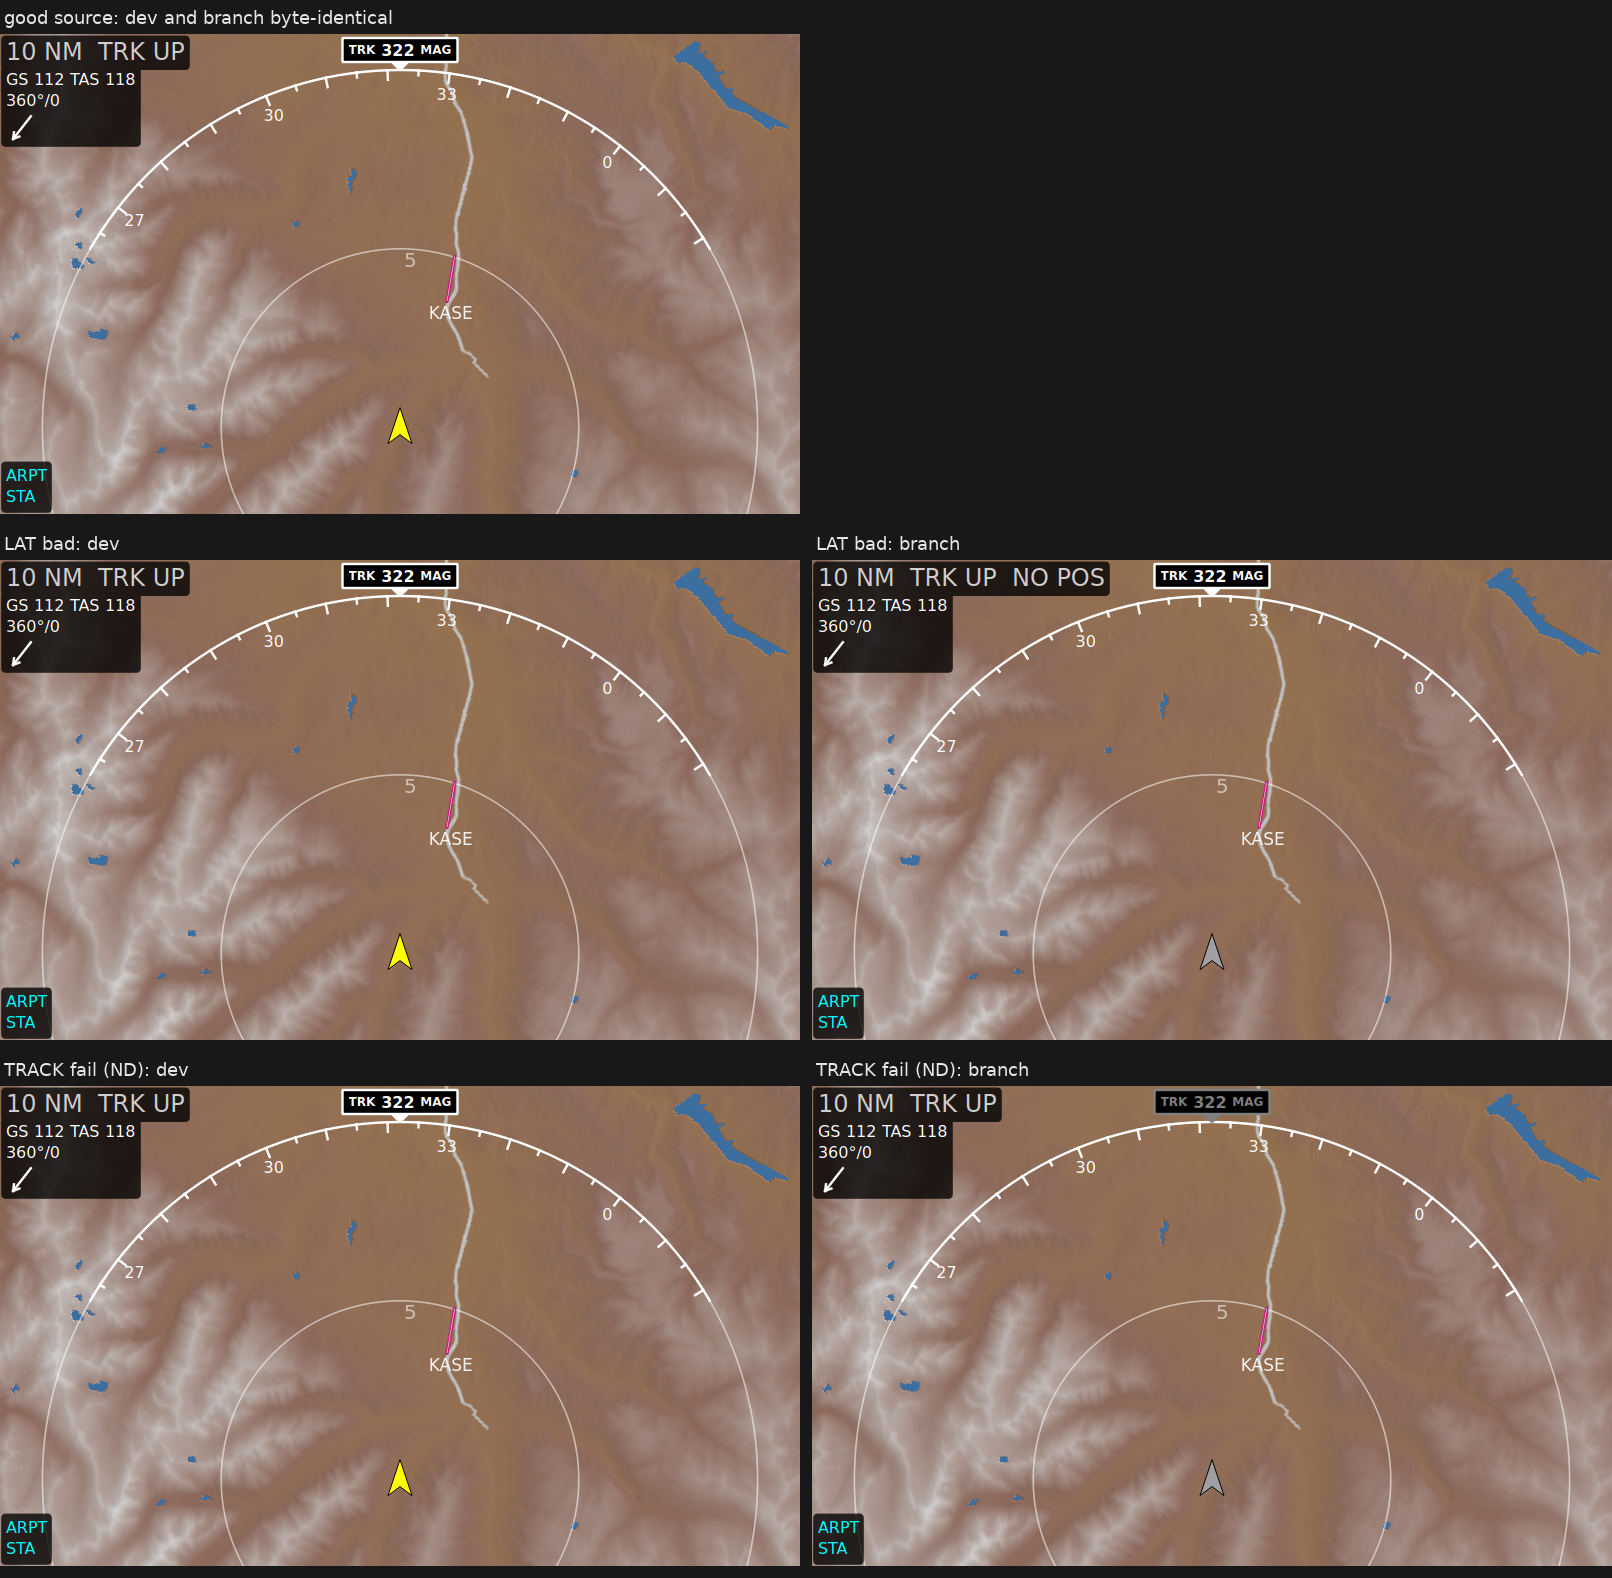 good source: dev and branch byte-identical
10 NM TRK UP
TRK 322 MAG
GS 112 TAS 118
360°/0
33
30
0
27
5
KASE
ARPT
STA
LAT bad: dev
10 NM TRK UP
TRK 322 MAG
GS 112 TAS 118
360°/0
33
30
0
27
5
KASE
ARPT
STA
LAT bad: branch
10 NM TRK UP NO POS
TRK 322 MAG
GS 112 TAS 118
360°/0
33
30
0
27
5
KASE
ARPT
STA
TRACK fail (ND): dev
10 NM TRK UP
TRK 322 MAG
GS 112 TAS 118
360°/0
33
30
0
27
5
KASE
ARPT
STA
TRACK fail (ND): branch
10 NM TRK UP
TRK 322 MAG
GS 112 TAS 118
360°/0
33
30
0
27
5
KASE
ARPT
STA